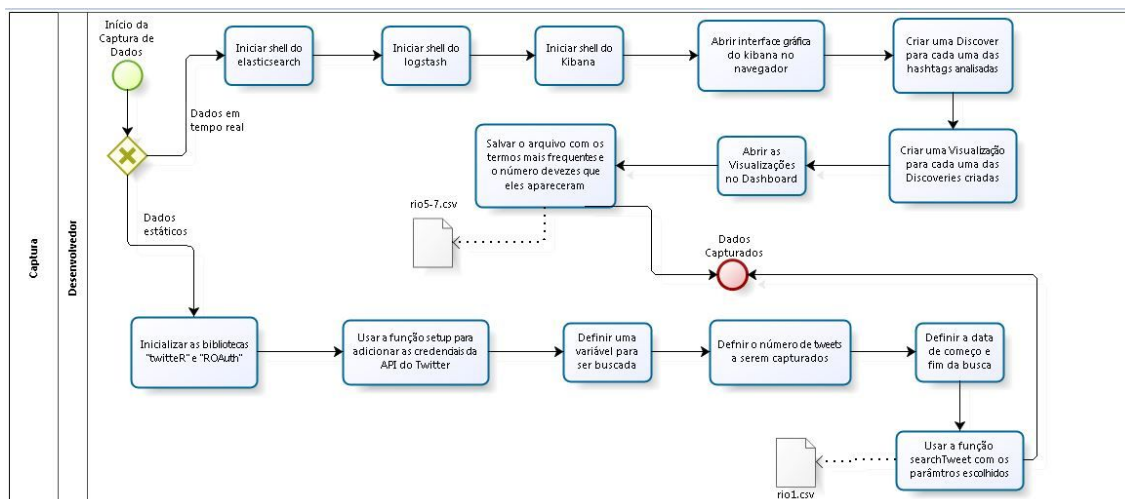 Captura
Desenvolvedor
Início da
Captura de
Dados
Dados em
tempo real
Iniciar shell do
elasticsearch
Iniciar shell do
logstash
Iniciar shell do
Kibana
Abrir interface gráfica
do kibana no
navegador
Criar uma Discover
para cada uma das
hashtags analisadas
Criar uma Visualização
para cada uma das
Discoveries criadas
Abrir as
Visualizações
no Dashboard
Salvar o arquivo com os
termos mais frequentes e
o número devezes que
eles apareceram
rio5-7.csv
Dados
Capturados
Dados
estáticos
Inicializar as bibliotecas
"twitteR" e "ROAuth"
Usar a função setup para
adicionar as credenciais da
API do Twitter
Definir uma
variável para
ser buscada
Defnir o número de tweets
a serem capturados
Definir a data
de começo e
fim da busca
Usar a função
searchTweet com os
parâmtros escolhidos
rio1.csv